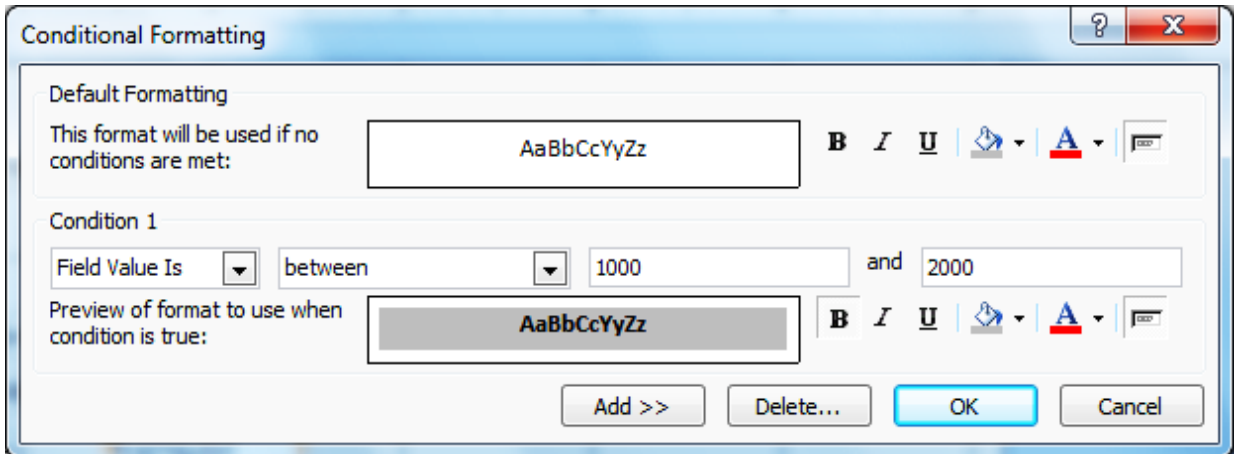 Conditional Formatting
Default Formatting
This format will be used if no
conditions are met:
AaBbCcYyZz
B I U A
Condition 1
Field Value Is between 1000 and 2000
Preview of format to use when
condition is true:
AaBbCcYyZz
B I U A
Add >> Delete... OK Cancel